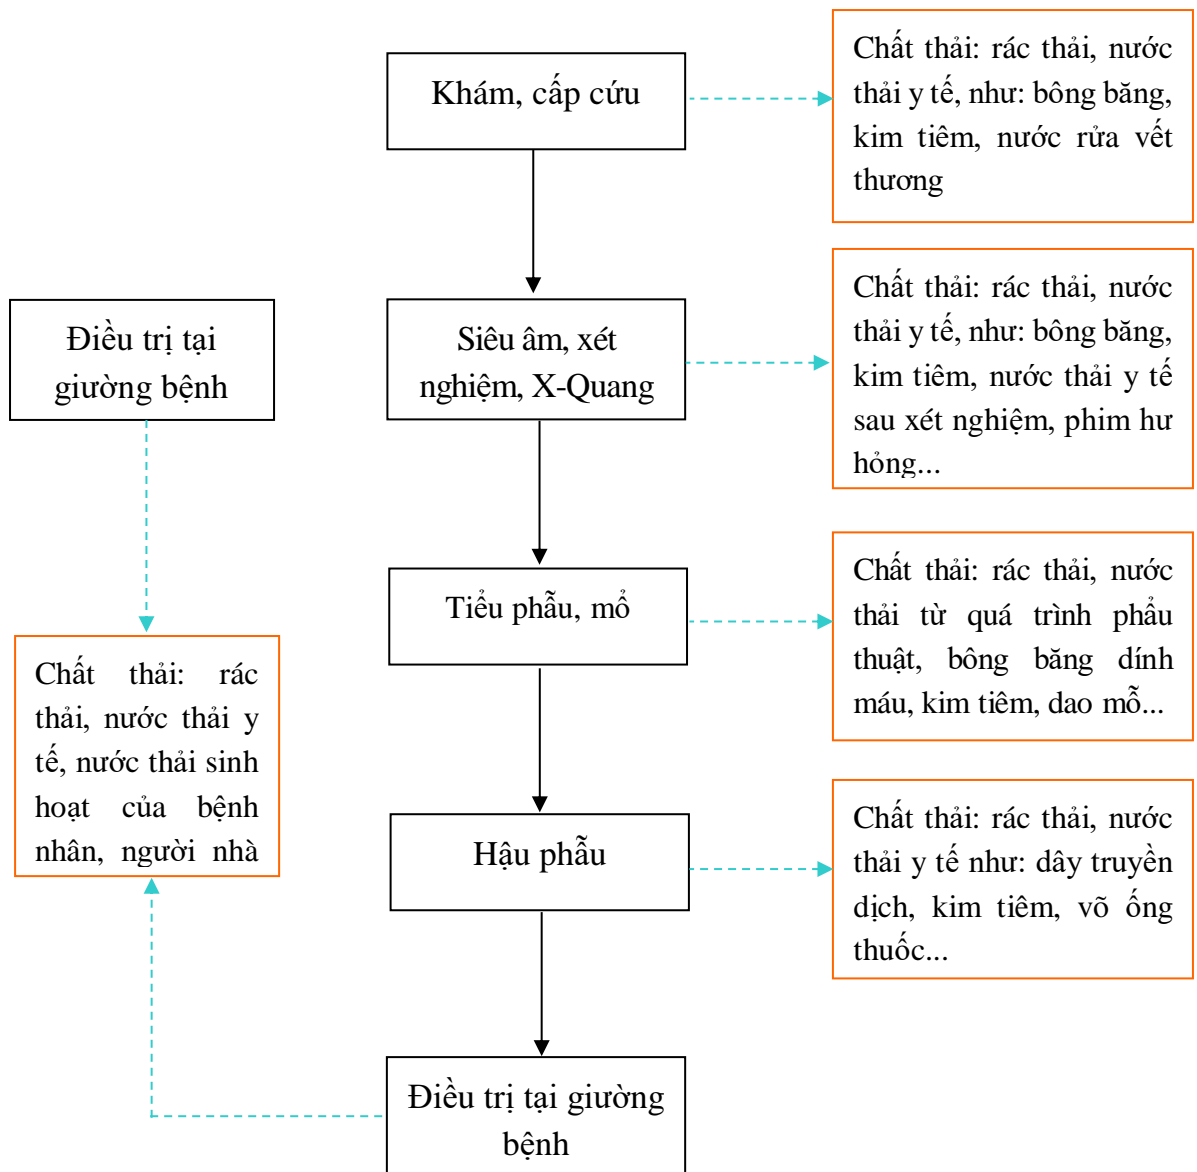 Khám, cấp cứu
Chất thải: rác thải, nước
thải y tế, như: bông băng,
kim tiêm, nước rửa vết
thương
Điều trị tại
giường bệnh
Siêu âm, xét
nghiệm, X-Quang
Chất thải: rác thải, nước
thải y tế, như: bông băng,
kim tiêm, nước thải y tế
sau xét nghiệm, phim hư
hỏng...
Tiểu phẫu, mổ
Chất thải: rác thải, nước
thải từ quá trình phẩu
thuật, bông băng dính
máu, kim tiêm, dao mỗ...
Chất thải: rác
thải, nước thải y
tế, nước thải sinh
hoạt của bệnh
nhân, người nhà
Hậu phẫu
Chất thải: rác thải, nước
thải y tế như: dây truyền
dịch, kim tiêm, võ ống
thuốc...
Điều trị tại giường
bệnh